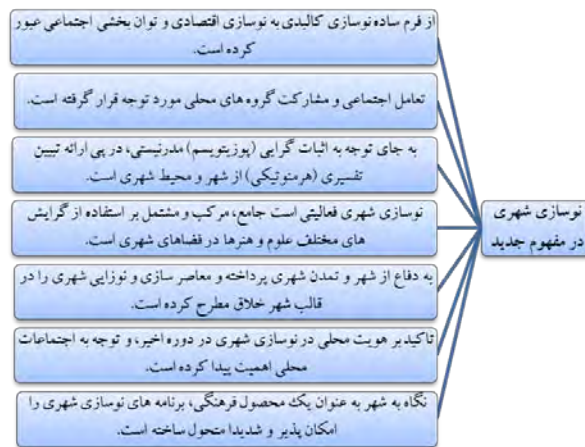 از فرم ساده نوسازی کالبدی به نوسازی اقتصادی و توان بخشی اجتماعی عبور
کرده است.
تعامل اجتماعی و مشارکت گروه های محلی مورد توجه قرار گرفته است.
به جای توجه به اثبات گرایی (پوزیتویسم) مدرنیستی، در پی ارائه تبیین
تفسیری (هرمنوتیکی) از شهر و محیط شهری است.
نوسازی شهری فعالیتی است جامع، مرکب و مشتمل بر استفاده از گرایش
های مختلف علوم و هنرها در فضاهای شهری است.
به دفاع از شهر و تمدن شهری پرداخته و معاصر سازی و نوزایی شهری را در
قالب شهر خلاق مطرح کرده است.
تاکید بر هویت محلی در نوسازی شهری در دوره اخیر، و توجه به اجتماعات
محلی اهمیت پیدا کرده است.
نگاه به شهر به عنوان یک محصول فرهنگی، برنامه های نوسازی شهری را
امکان پذیر و شدیدا متحول ساخته است.
نوسازی شهری
در مفهوم جدید